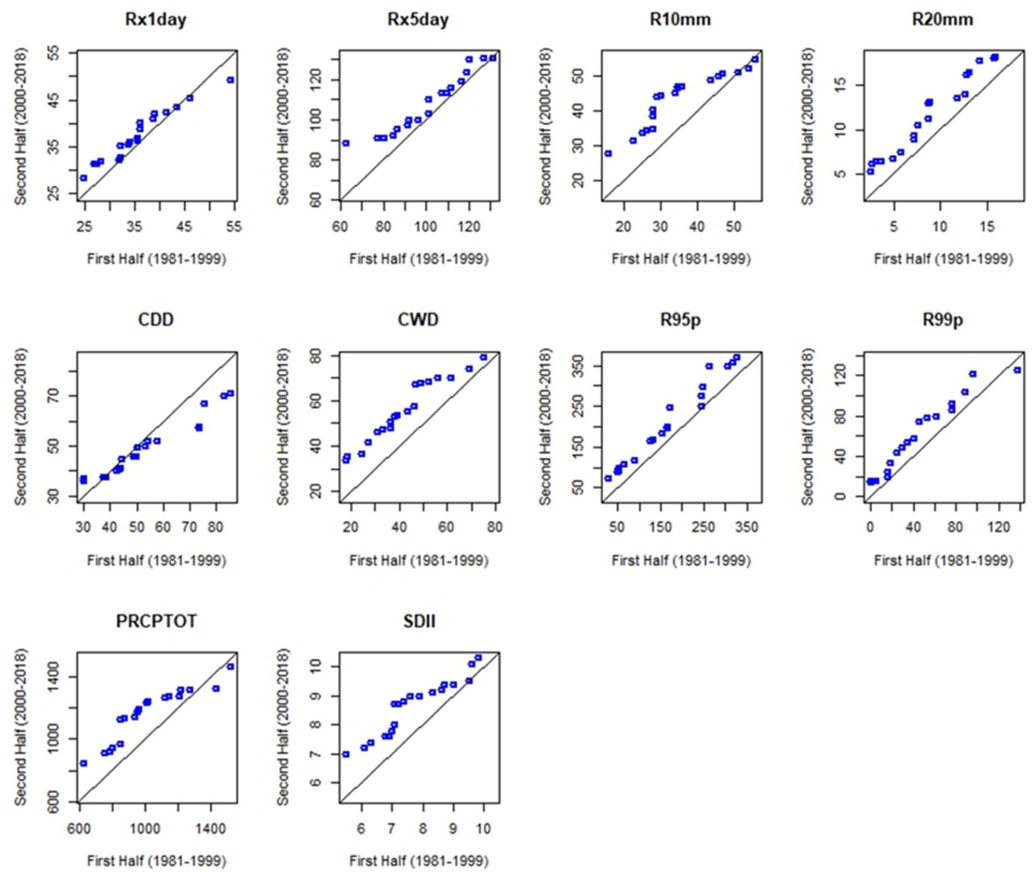 Rx1day
Second Half (2000-2018)
55
45
35
25
25 35 45 55
First Half (1981-1999)
Rx5day
Second Half (2000-2018)
120
100
80
60
60 80 100 120
First Half (1981-1999)
R10mm
Second Half (2000-2018)
50
40
30
20
20 30 40 50
First Half (1981-1999)
R20mm
Second Half (2000-2018)
15
10
5
5 10 15
First Half (1981-1999)
CDD
Second Half (2000-2018)
70
50
30
30 40 50 60 70 80
First Half (1981-1999)
CWD
Second Half (2000-2018)
80
60
40
20
20 40 60 80
First Half (1981-1999)
R95p
Second Half (2000-2018)
350
250
150
50
50 150 250 350
First Half (1981-1999)
R99p
Second Half (2000-2018)
120
80
40
0
0 40 80 120
First Half (1981-1999)
PRCPTOT
Second Half (2000-2018)
1400
1000
600
600 1000 1400
First Half (1981-1999)
SDII
Second Half (2000-2018)
10
9
8
7
6
6 7 8 9 10
First Half (1981-1999)